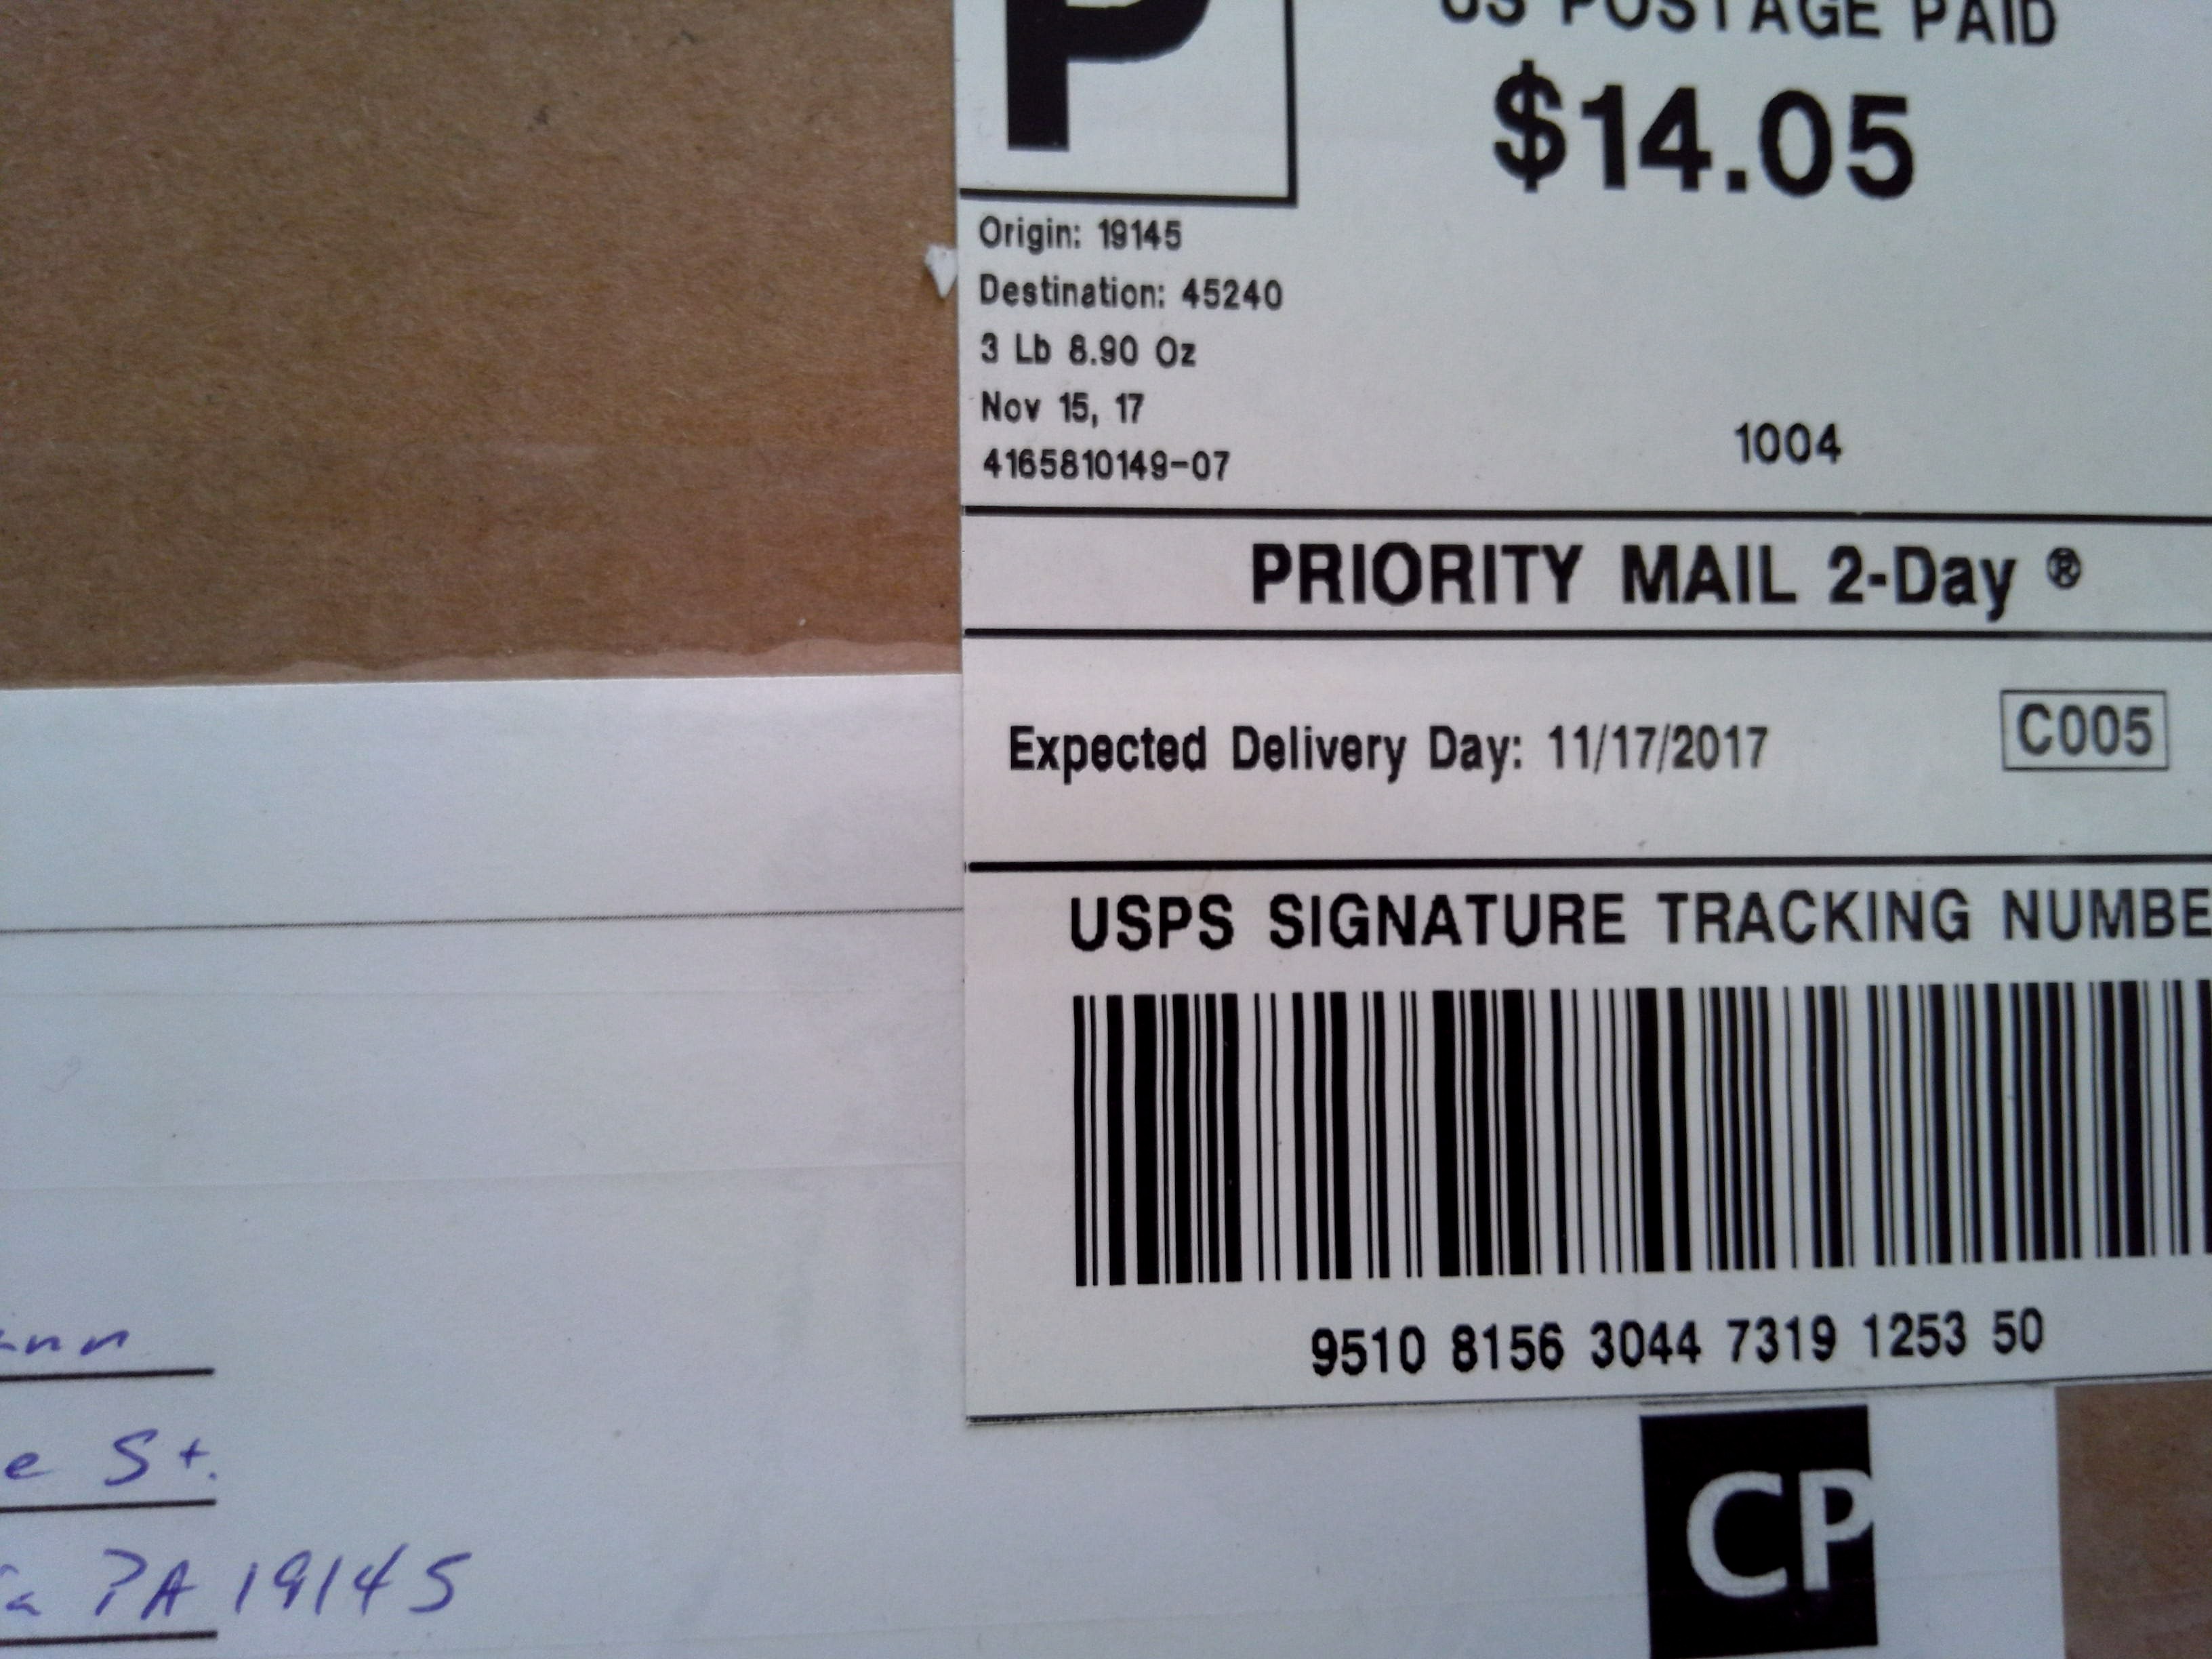 P
US POSTAGE PAID
$14.05
Origin: 19145
Destination: 45240
3 Lb 8.90 Oz
Nov 15, 17
4165810149-07
1004
PRIORITY MAIL 2-Day ®
Expected Delivery Day: 11/17/2017
C005
USPS SIGNATURE TRACKING NUMBE
9510 8156 3044 7319 1253 50
nn
e St.
a PA 19145
CP